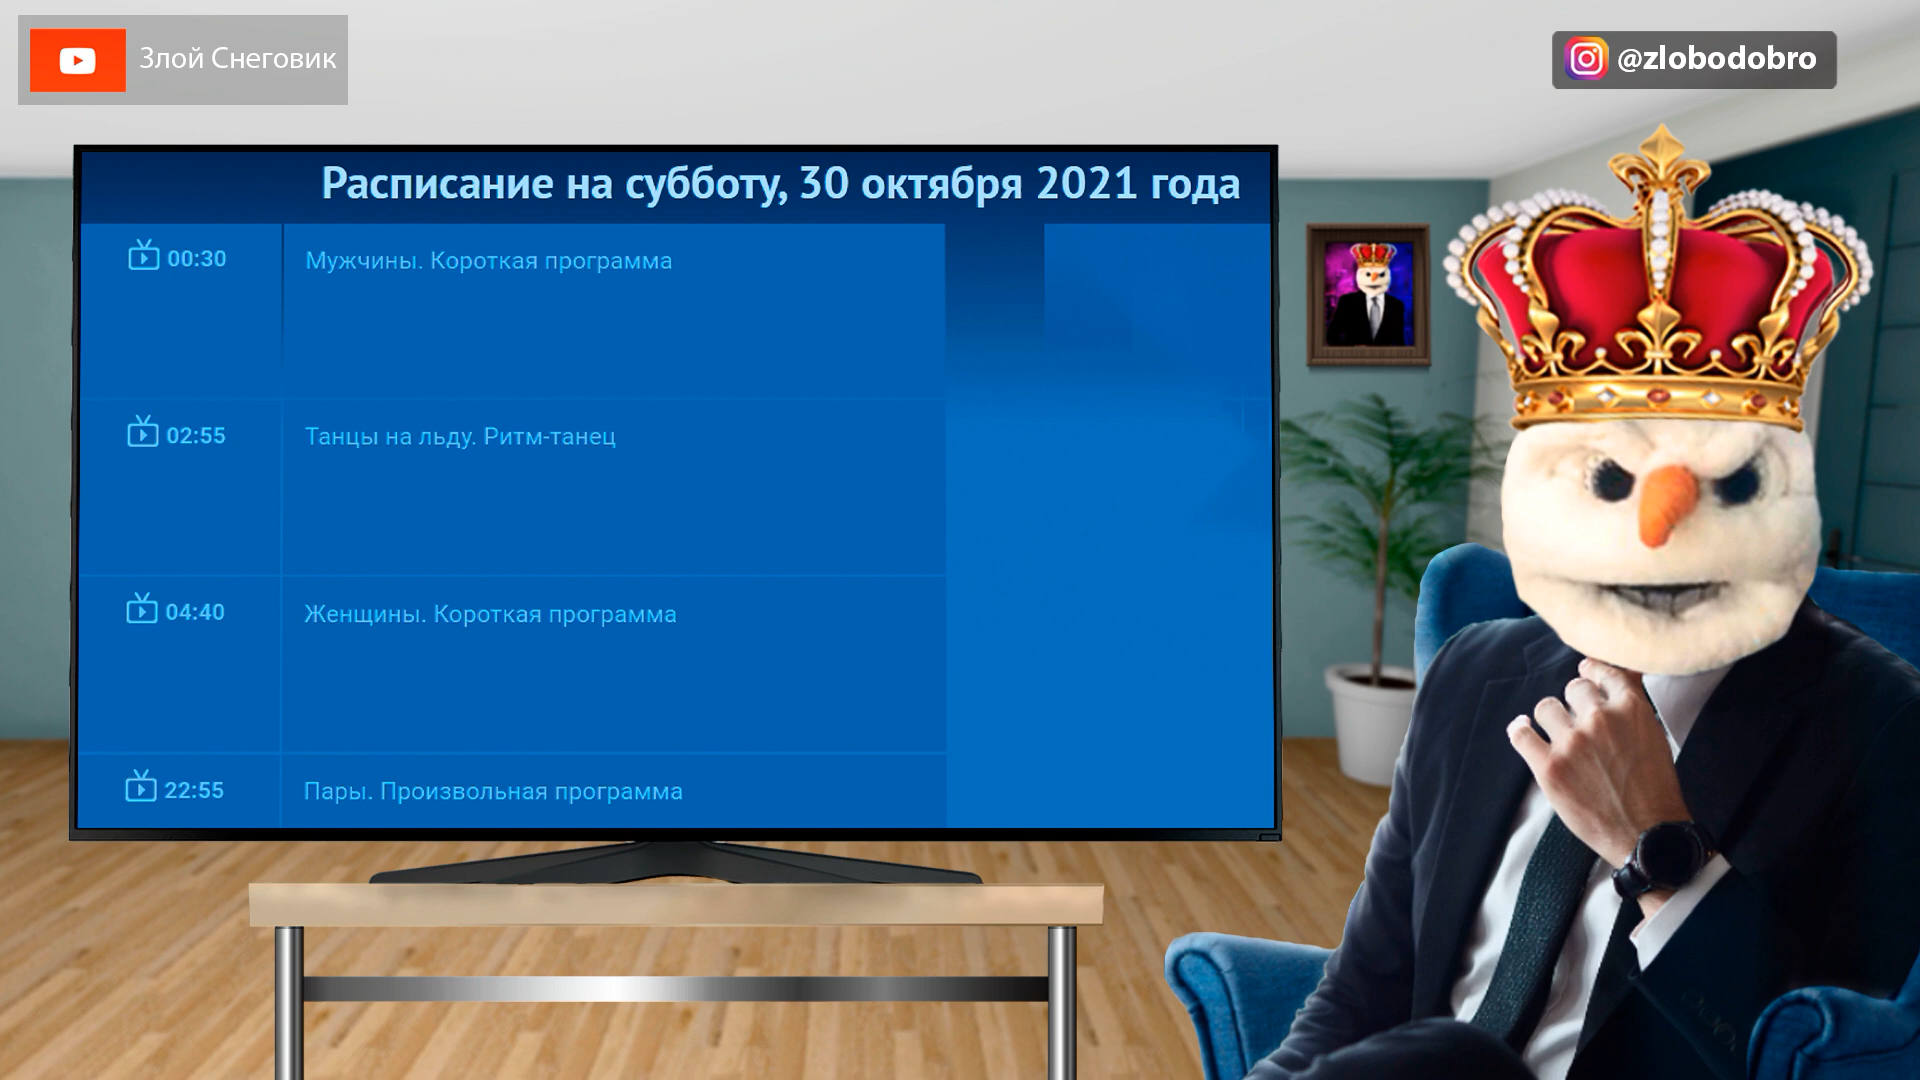 Злой Снеговик
@zlobodobro
Расписание на субботу, 30 октября 2021 года
00:30 Мужчины. Короткая программа
02:55 Танцы на льду. Ритм-танец
04:40 Женщины. Короткая программа
22:55 Пары. Произвольная программа